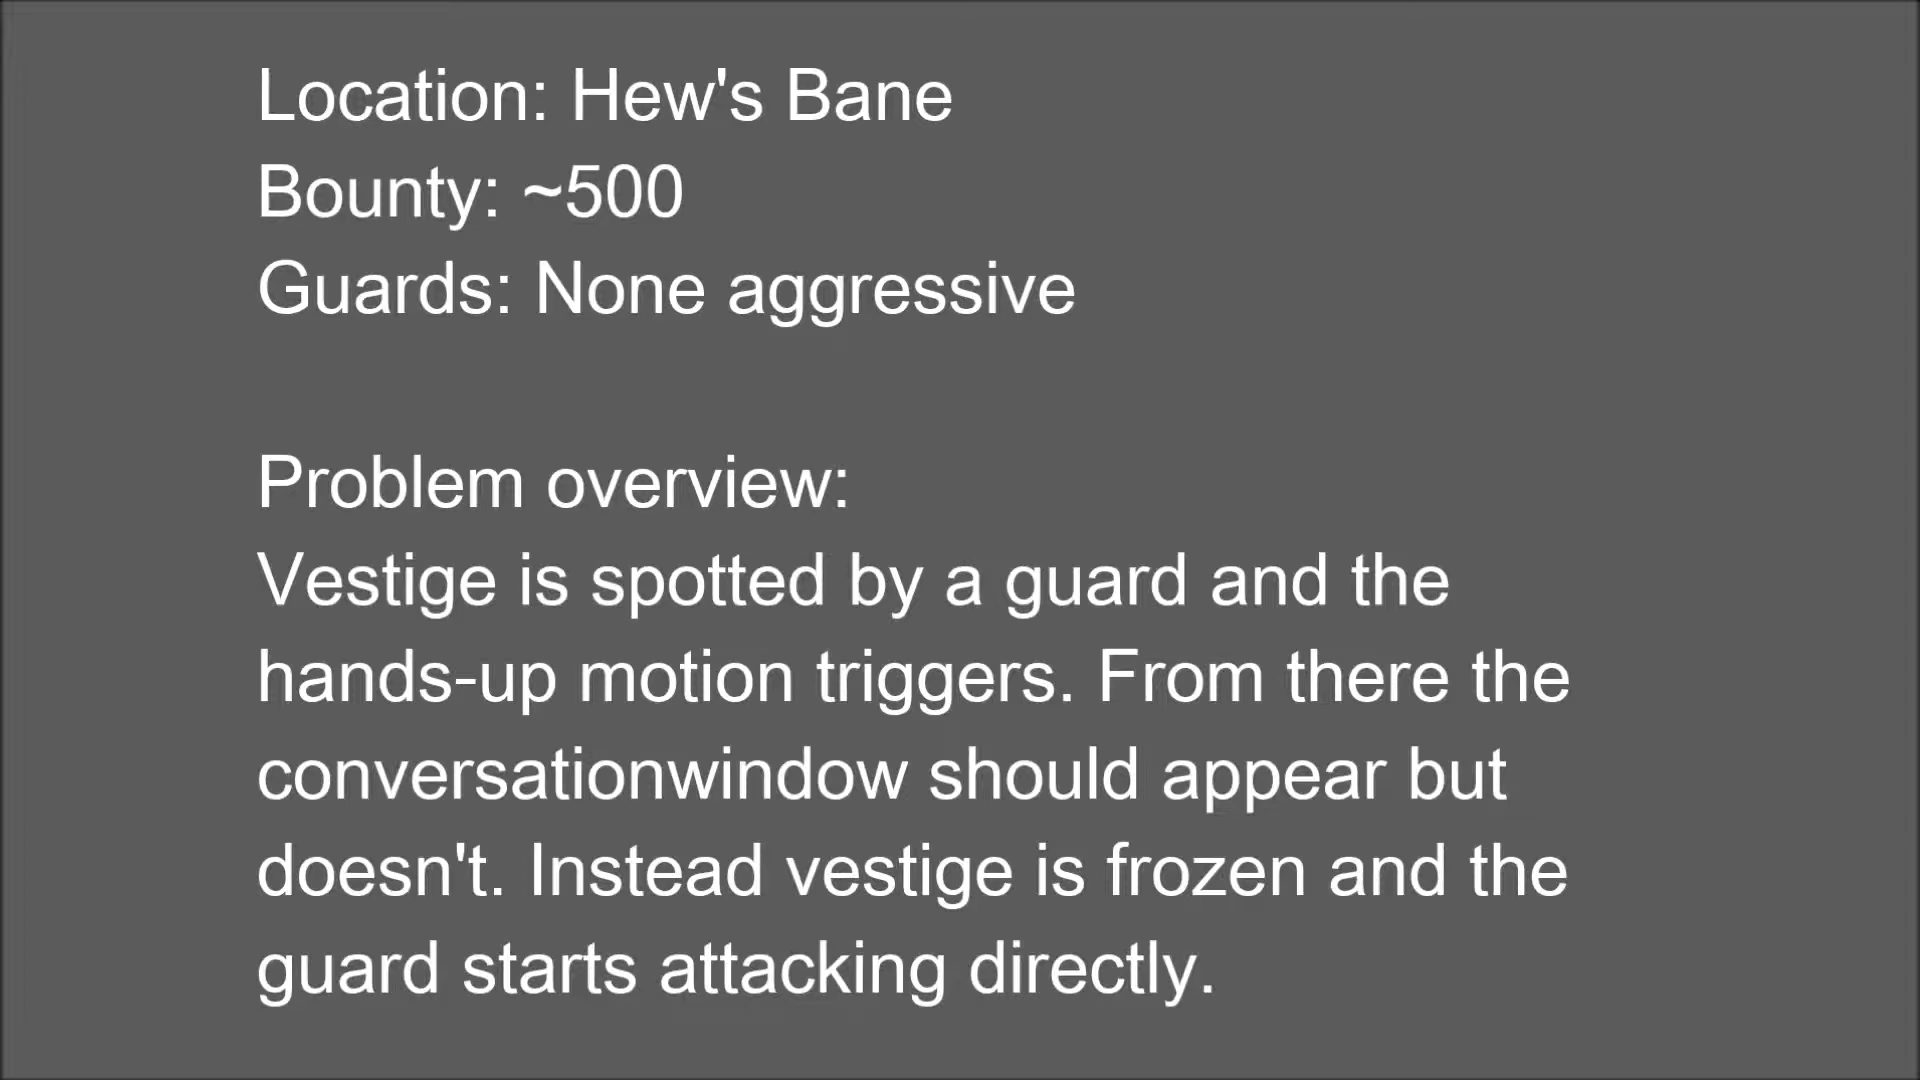 Location: Hew's Bane
Bounty: ~500
Guards: None aggressive
Problem overview:
Vestige is spotted by a guard and the
hands-up motion triggers. From there the
conversationwindow should appear but
doesn't. Instead vestige is frozen and the
guard starts attacking directly.